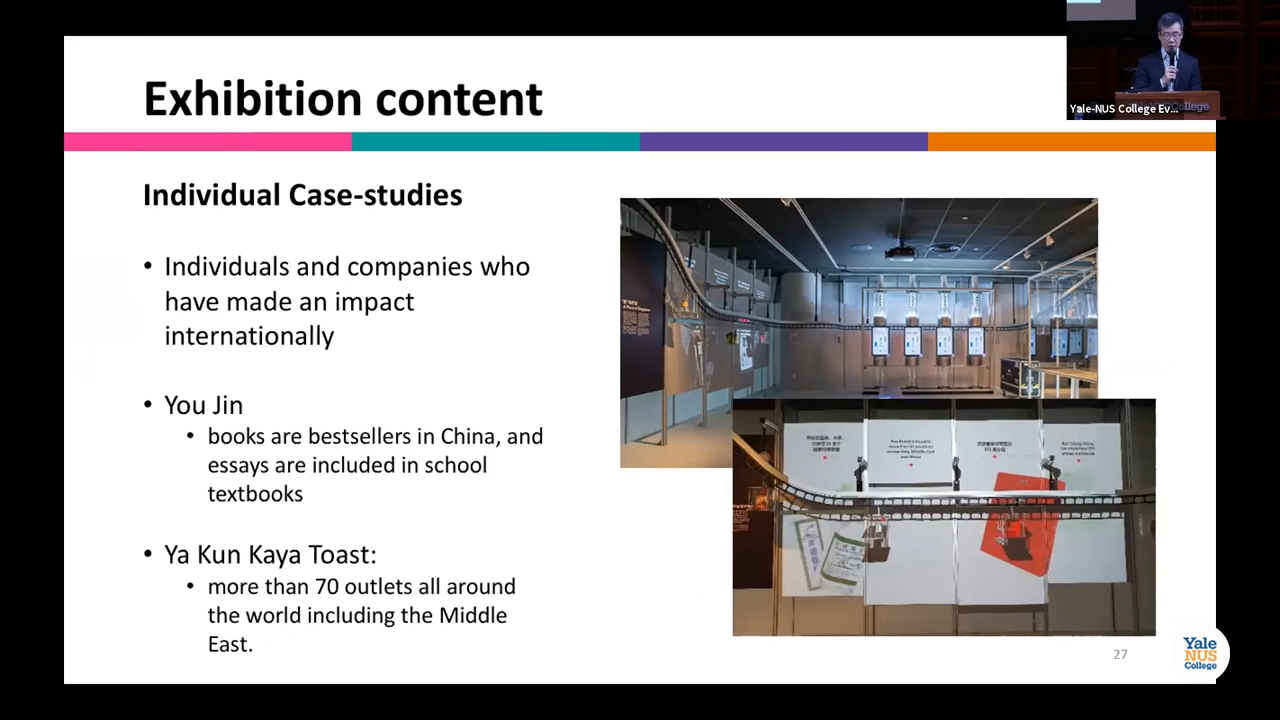 Exhibition content
Yale-NUS College Ev...
College
Individual Case-studies
• Individuals and companies who
have made an impact
internationally
• You Jin
• books are bestsellers in China, and
essays are included in school
textbooks
• Ya Kun Kaya Toast:
• more than 70 outlets all around
the world including the Middle
East.
27
Yale
NUS
College